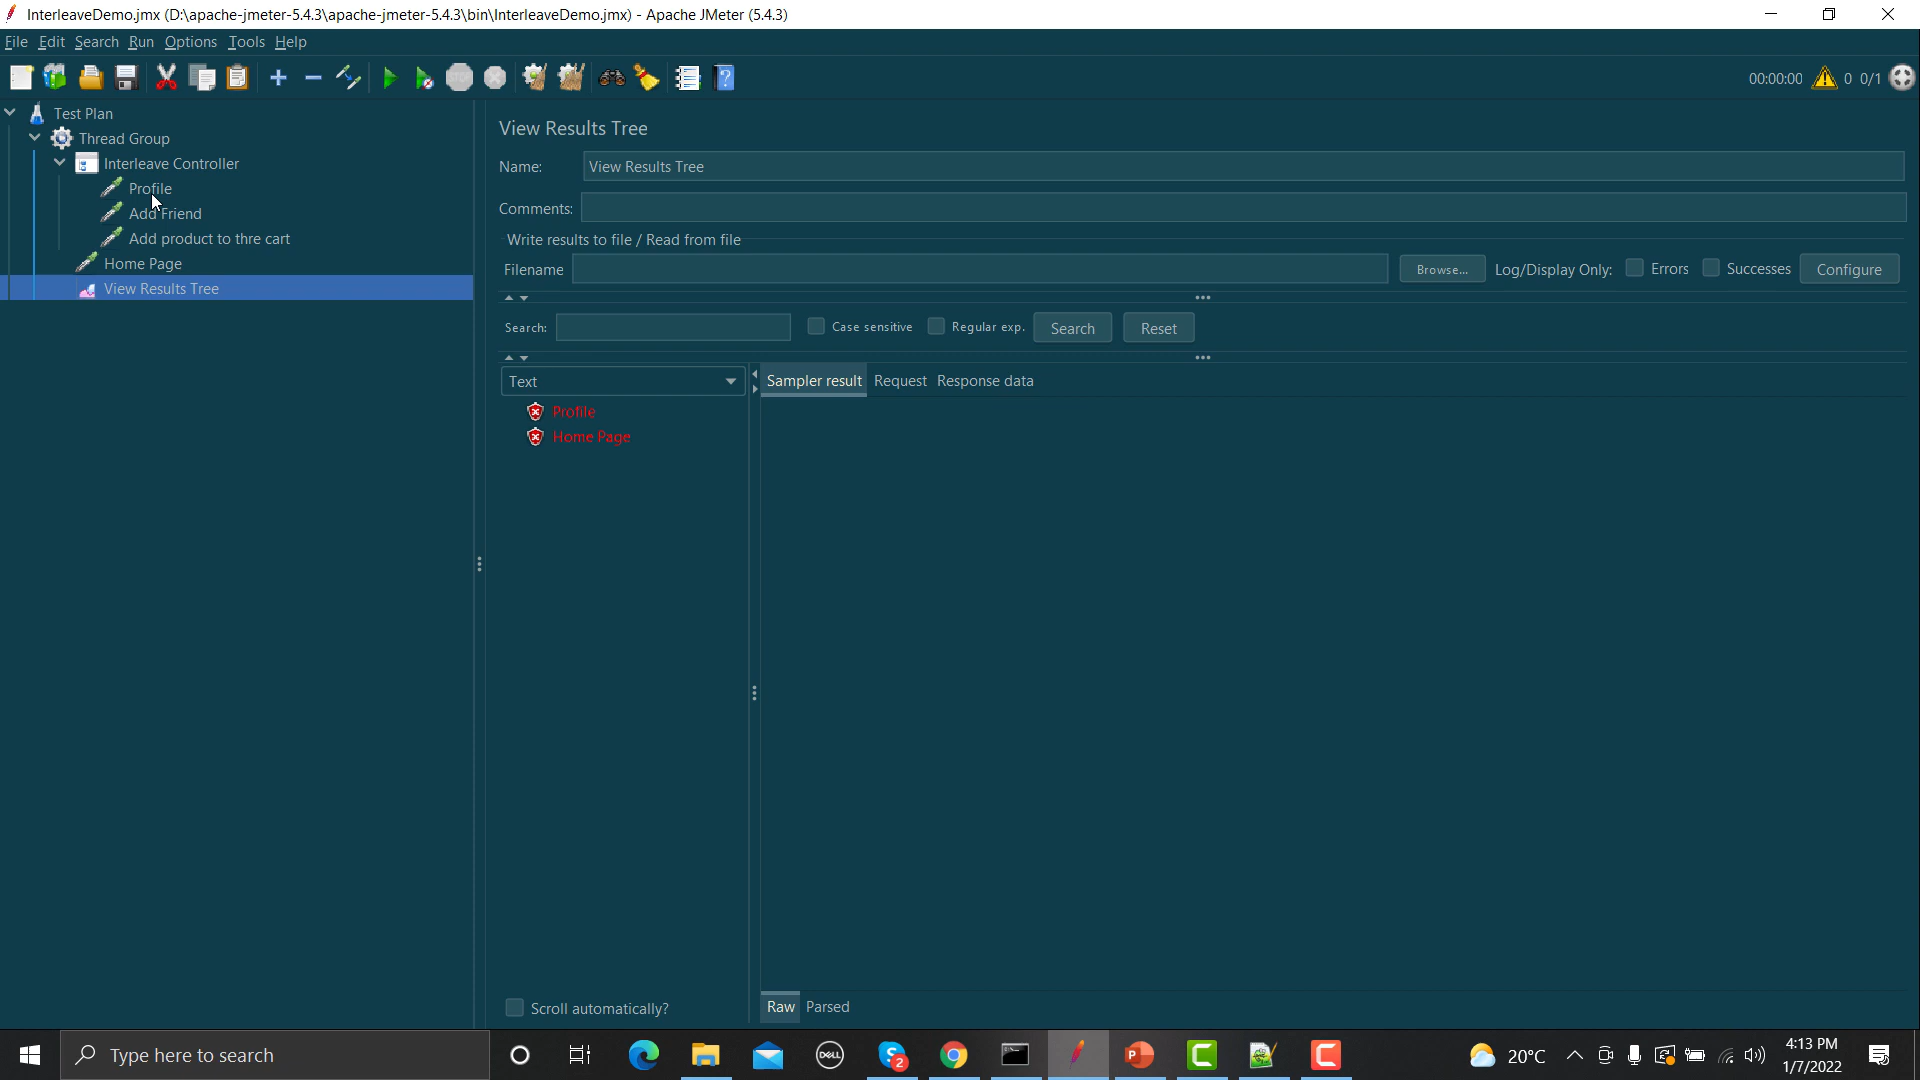 InterleaveDemo.jmx (D:\apache-jmeter-5.4.3\apache-jmeter-5.4.3\bin\InterleaveDemo.jmx) - Apache JMeter (5.4.3)
File Edit Search Run Options Tools Help
STOP
00:00:00 0 0/1
Test Plan
Thread Group
Interleave Controller
Profile
Add Friend
Add product to thre cart
Home Page
View Results Tree
View Results Tree
Name: View Results Tree
Comments:
Write results to file / Read from file
Filename Browse... Log/Display Only: Errors Successes Configure
Search: Case sensitive Regular exp. Search Reset
Text
Sampler result Request Response data
Profile
Home Page
Scroll automatically?
Raw Parsed
Type here to search
DELL
2
20°C
4:13 PM
1/7/2022